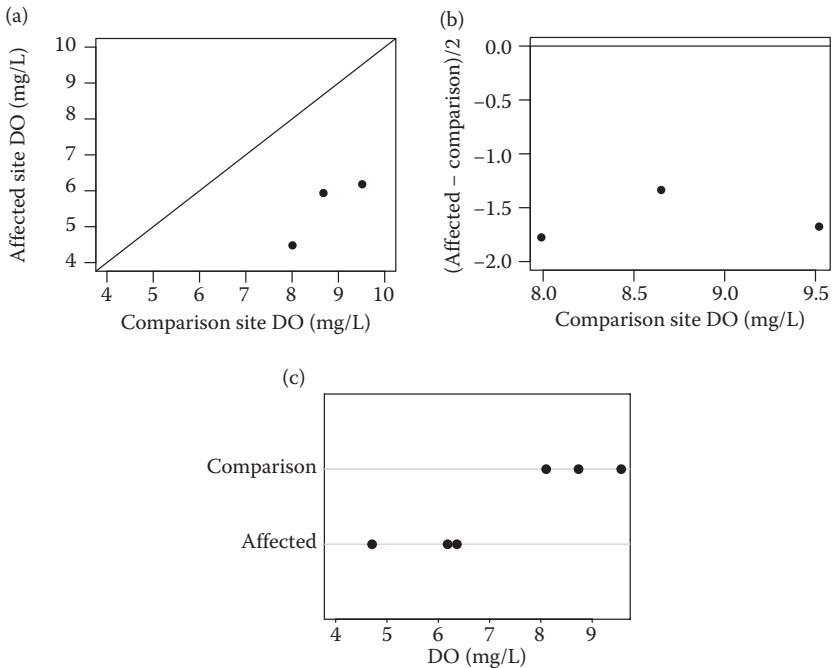 (a)
Affected site DO (mg/L)
10
9
8
7
6
5
4
4 5 6 7 8 9 10
Comparison site DO (mg/L)
(b)
(Affected – comparison)/2
0.0
−0.5
−1.0
−1.5
−2.0
8.0 8.5 9.0 9.5
Comparison site DO (mg/L)
(c)
Comparison
Affected
4 5 6 7 8 9
DO (mg/L)